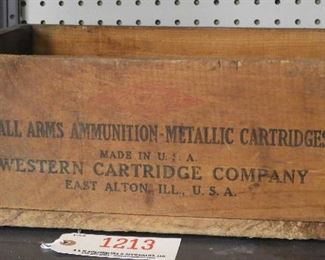 ALL ARMS AMMUNITION-METALLIC CARTRIDGES
MADE IN U.S.A.
WESTERN CARTRIDGE COMPANY
EAST ALTON, ILL., U.S.A.
1213